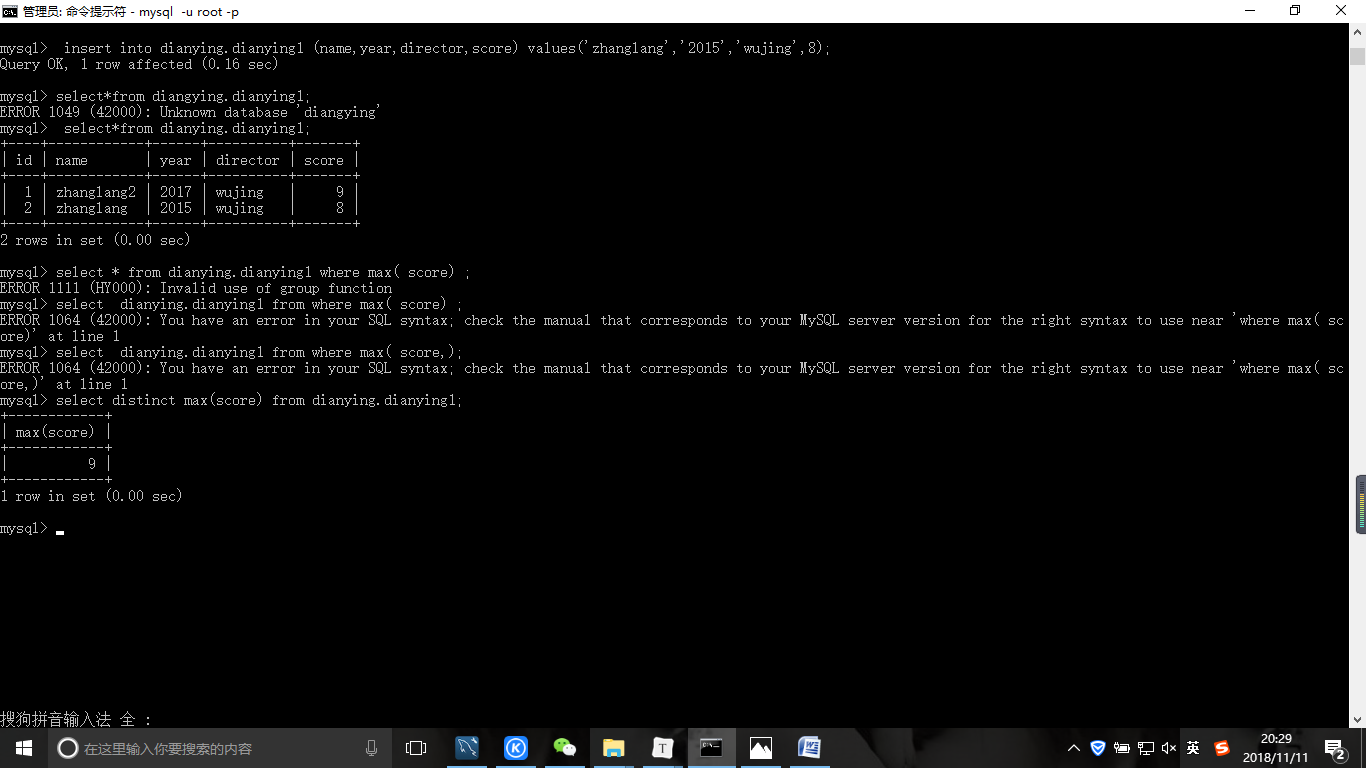 管理员: 命令提示符 - mysql  -u root -p
mysql>  insert into dianying.dianying1 (name,year,director,score) values('zhanglang','2015','wujing',8);
Query OK, 1 row affected (0.16 sec)
mysql> select*from diangying.dianying1;
ERROR 1049 (42000): Unknown database 'diangying'
mysql>  select*from dianying.dianying1;
+----+------------+------+----------+-------+
| id | name       | year | director | score |
+----+------------+------+----------+-------+
|  1 | zhanglang2 | 2017 | wujing   |     9 |
|  2 | zhanglang  | 2015 | wujing   |     8 |
+----+------------+------+----------+-------+
2 rows in set (0.00 sec)
mysql> select * from dianying.dianying1 where max( score) ;
ERROR 1111 (HY000): Invalid use of group function
mysql> select  dianying.dianying1 from where max( score) ;
ERROR 1064 (42000): You have an error in your SQL syntax; check the manual that corresponds to your MySQL server version for the right syntax to use near 'where max( sc
ore)' at line 1
mysql> select  dianying.dianying1 from where max( score,);
ERROR 1064 (42000): You have an error in your SQL syntax; check the manual that corresponds to your MySQL server version for the right syntax to use near 'where max( sc
ore,)' at line 1
mysql> select distinct max(score) from dianying.dianying1;
+------------+
| max(score) |
+------------+
|          9 |
+------------+
1 row in set (0.00 sec)
mysql>
搜狗拼音输入法 全 :
在这里输入你要搜索的内容
英
20:29
2018/11/11
2